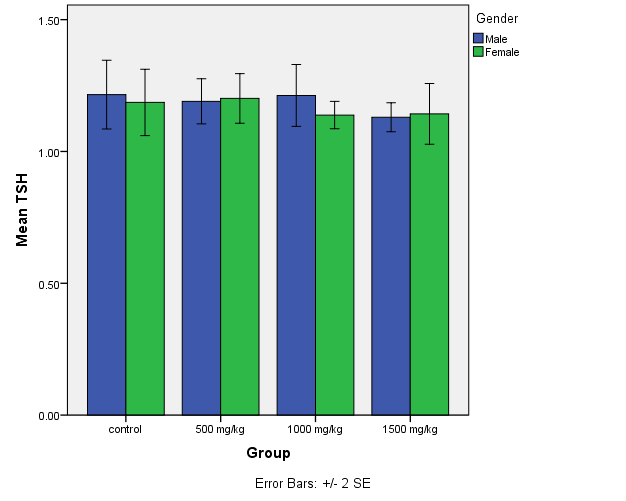 Gender
Male
Female
1.50
1.00
0.50
0.00
Mean TSH
control
500 mg/kg
1000 mg/kg
1500 mg/kg
Group
Error Bars: +/- 2 SE